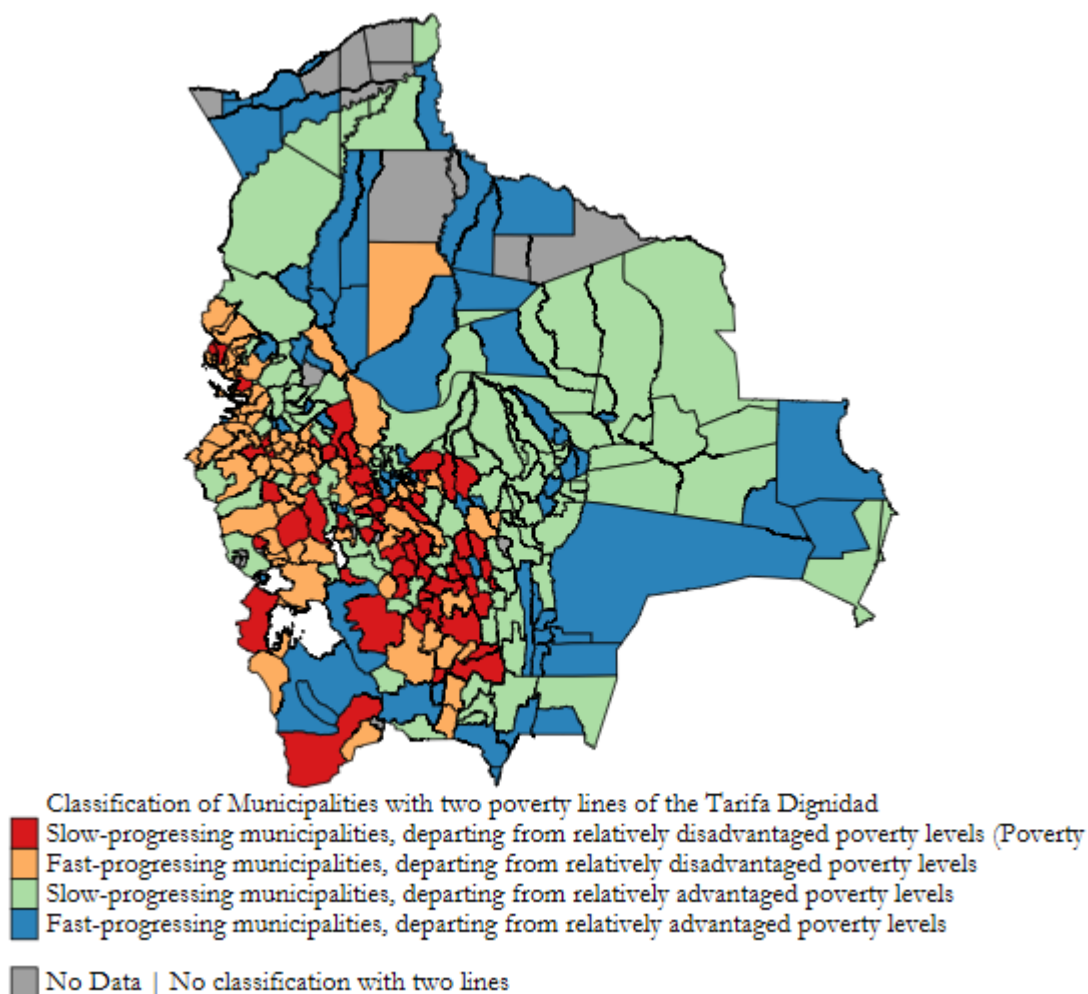 Classification of Municipalities with two poverty lines of the Tarifa Dignidad
Slow-progressing municipalities, departing from relatively disadvantaged poverty levels (Poverty
Fast-progressing municipalities, departing from relatively disadvantaged poverty levels
Slow-progressing municipalities, departing from relatively advantaged poverty levels
Fast-progressing municipalities, departing from relatively advantaged poverty levels
No Data | No classification with two lines